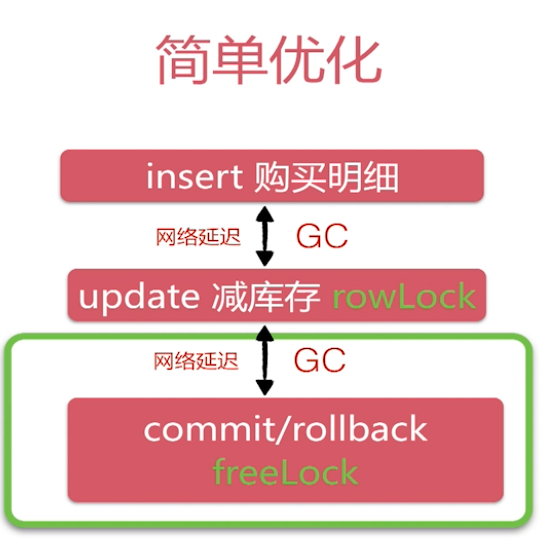 简单优化
insert 购买明细
网络延迟 GC
update 减库存 rowLock
网络延迟 GC
commit/rollback
freeLock